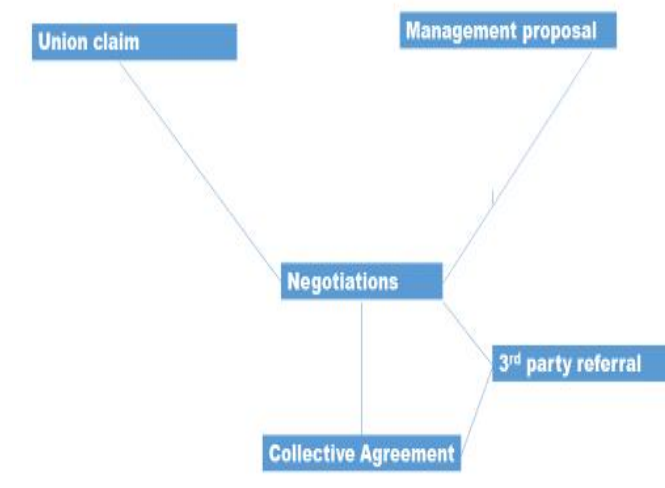 Union claim
Management proposal
Negotiations
3rd party referral
Collective Agreement